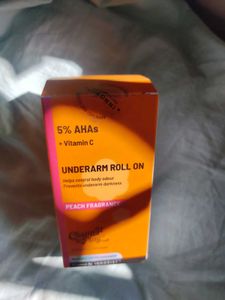 5% AHAs
+ Vitamin C
UNDERARM ROLL ON
Helps control body odour
Prevents underarm darkness
PEACH FRAGRANCE